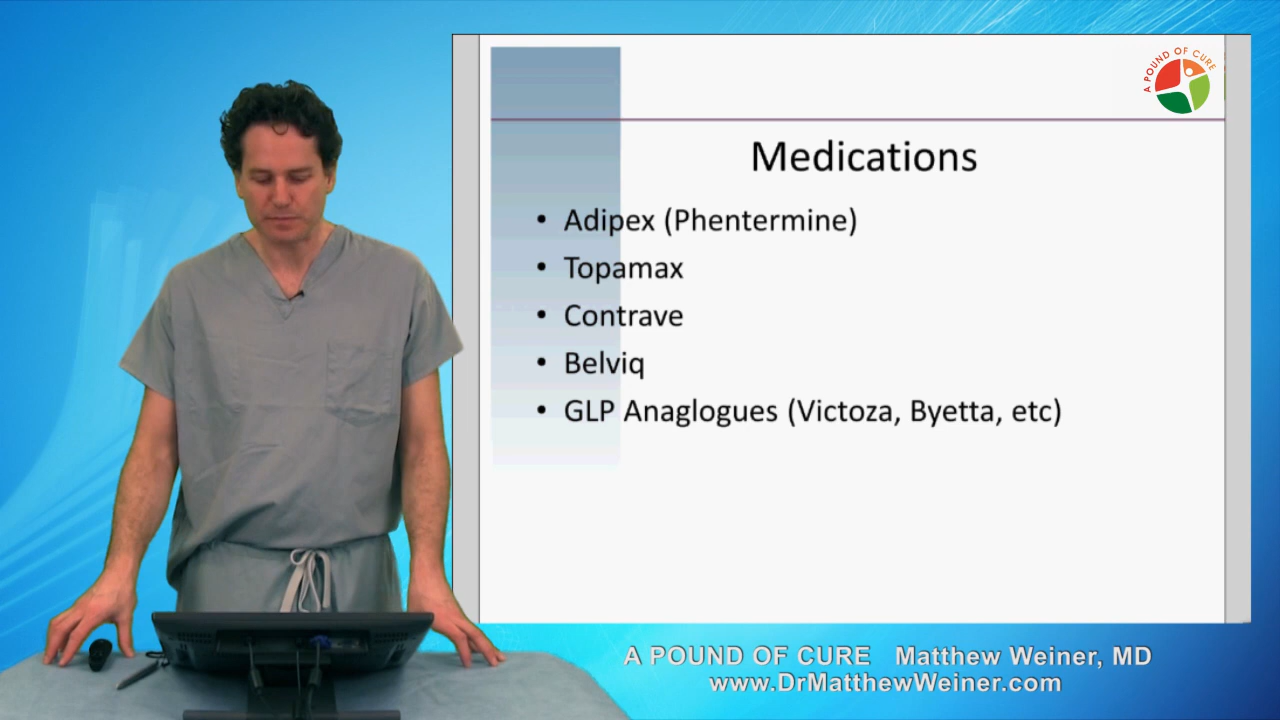 A POUND OF CURE
Medications
• Adipex (Phentermine)
• Topamax
• Contrave
• Belviq
• GLP Anaglogues (Victoza, Byetta, etc)
A POUND OF CURE Matthew Weiner, MD
www.DrMatthewWeiner.com